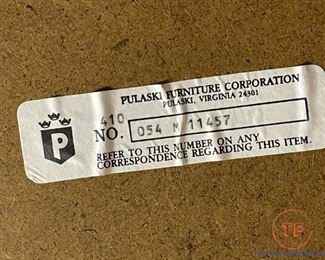 PULASKI FURNITURE CORPORATION
PULASKI, VIRGINIA 24301
410
NO. 054 M 11457
REFER TO THIS NUMBER ON ANY
CORRESPONDENCE REGARDING THIS ITEM.
P
TP